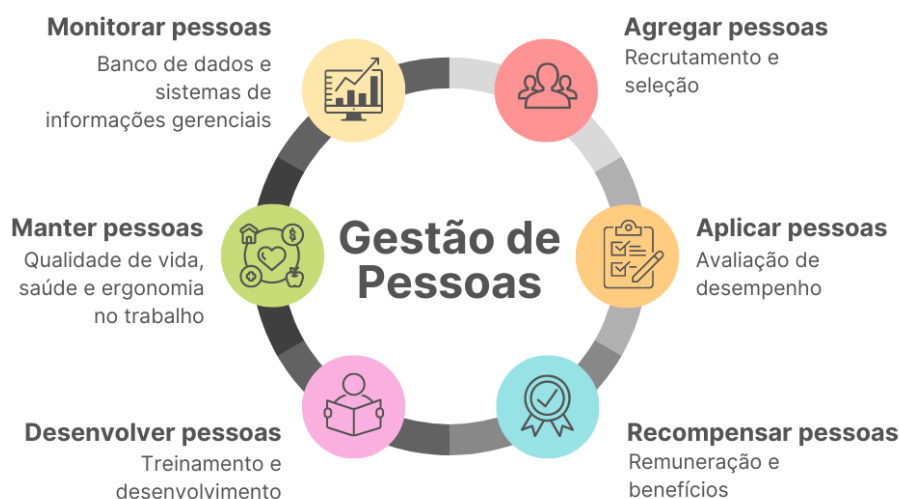 Monitorar pessoas
Banco de dados e
sistemas de
informações gerenciais
Agregar pessoas
Recrutamento e
seleção
Manter pessoas
Qualidade de vida,
saúde e ergonomia
no trabalho
Gestão de
Pessoas
$
Aplicar pessoas
Avaliação de
desempenho
Desenvolver pessoas
Treinamento e
desenvolvimento
Recompensar pessoas
Remuneração e
benefícios